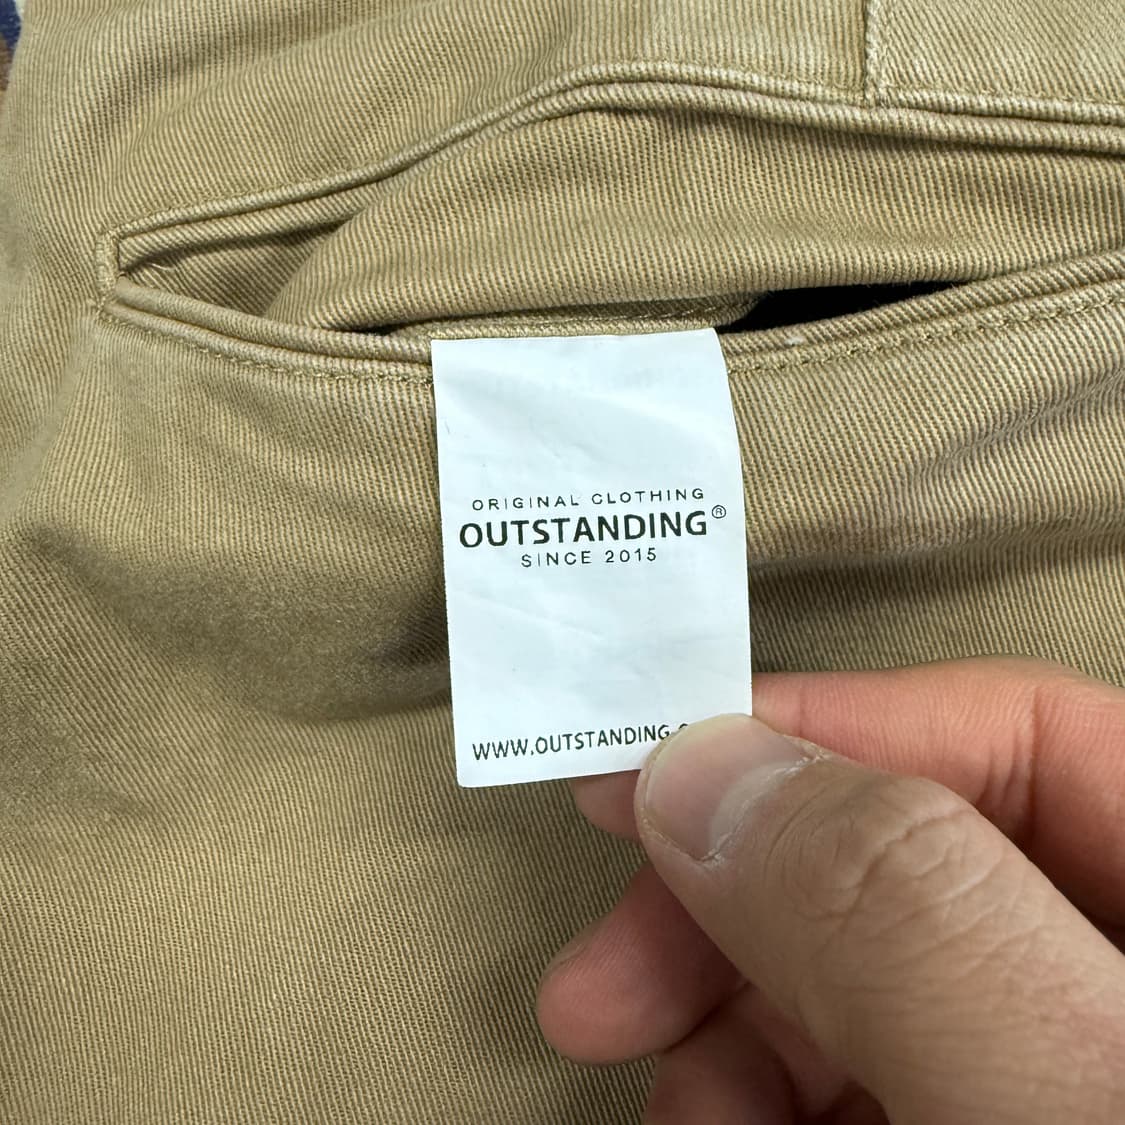 ORIGINAL CLOTHING
OUTSTANDING®
SINCE 2015
WWW.OUTSTANDING.